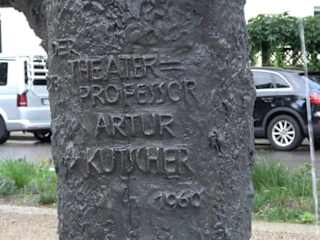 DER
THEATER=
PROFESSOR
ARTUR
KUTSCHER
1960